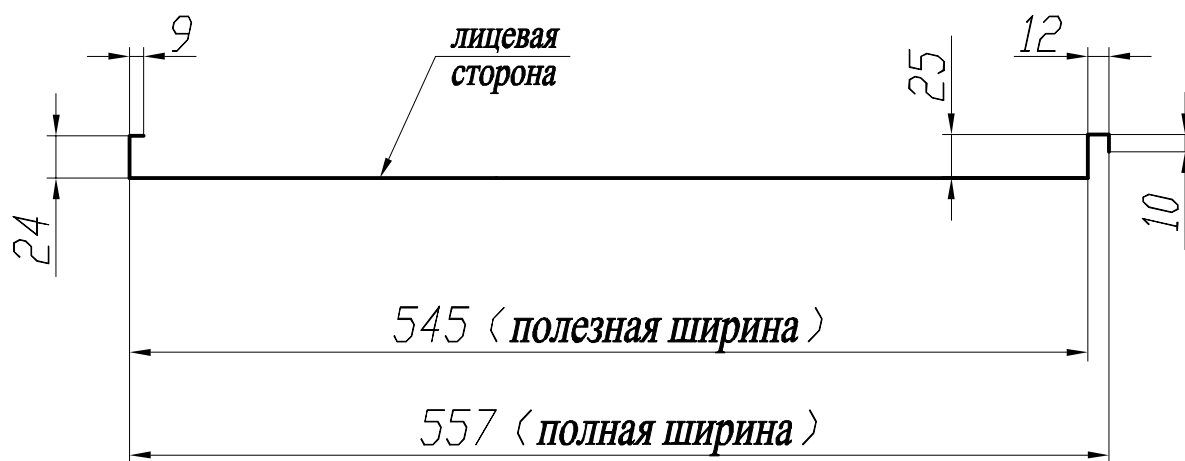 9
лицевая
сторона
12
25
24
10
545 (полезная ширина)
557 (полная ширина)